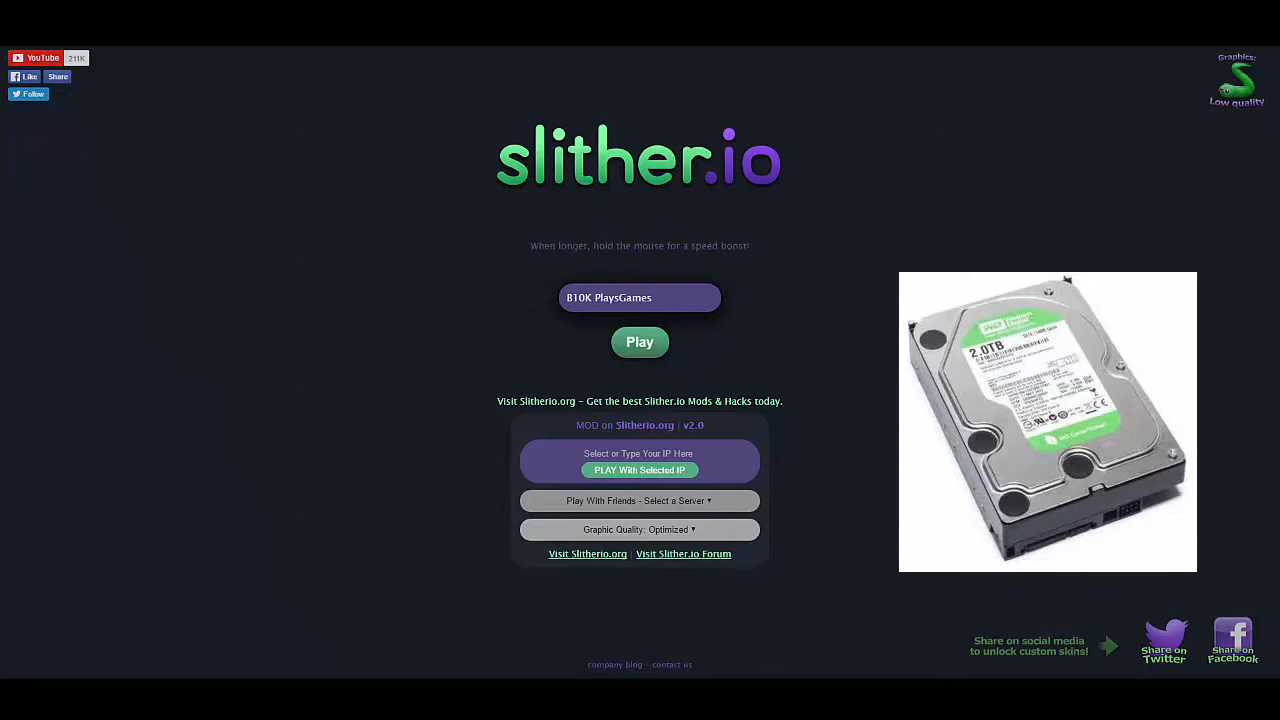 YouTube 211K
Like Share
Follow
Graphics:
Low quality
slither.io
When longer, hold the mouse for a speed boost!
B10K PlaysGames
Play
Visit Slitherio.org – Get the best Slither.io Mods & Hacks today.
MOD on Slitherio.org | v2.0
Select or Type Your IP Here
PLAY With Selected IP
Play With Friends - Select a Server ▾
Graphic Quality: Optimized ▾
Visit Slitherio.org | Visit Slither.io Forum
WD Western Digital
2.0TB
Share on social media
to unlock custom skins!
Share on
Twitter
Share on
Facebook
company blog – contact us